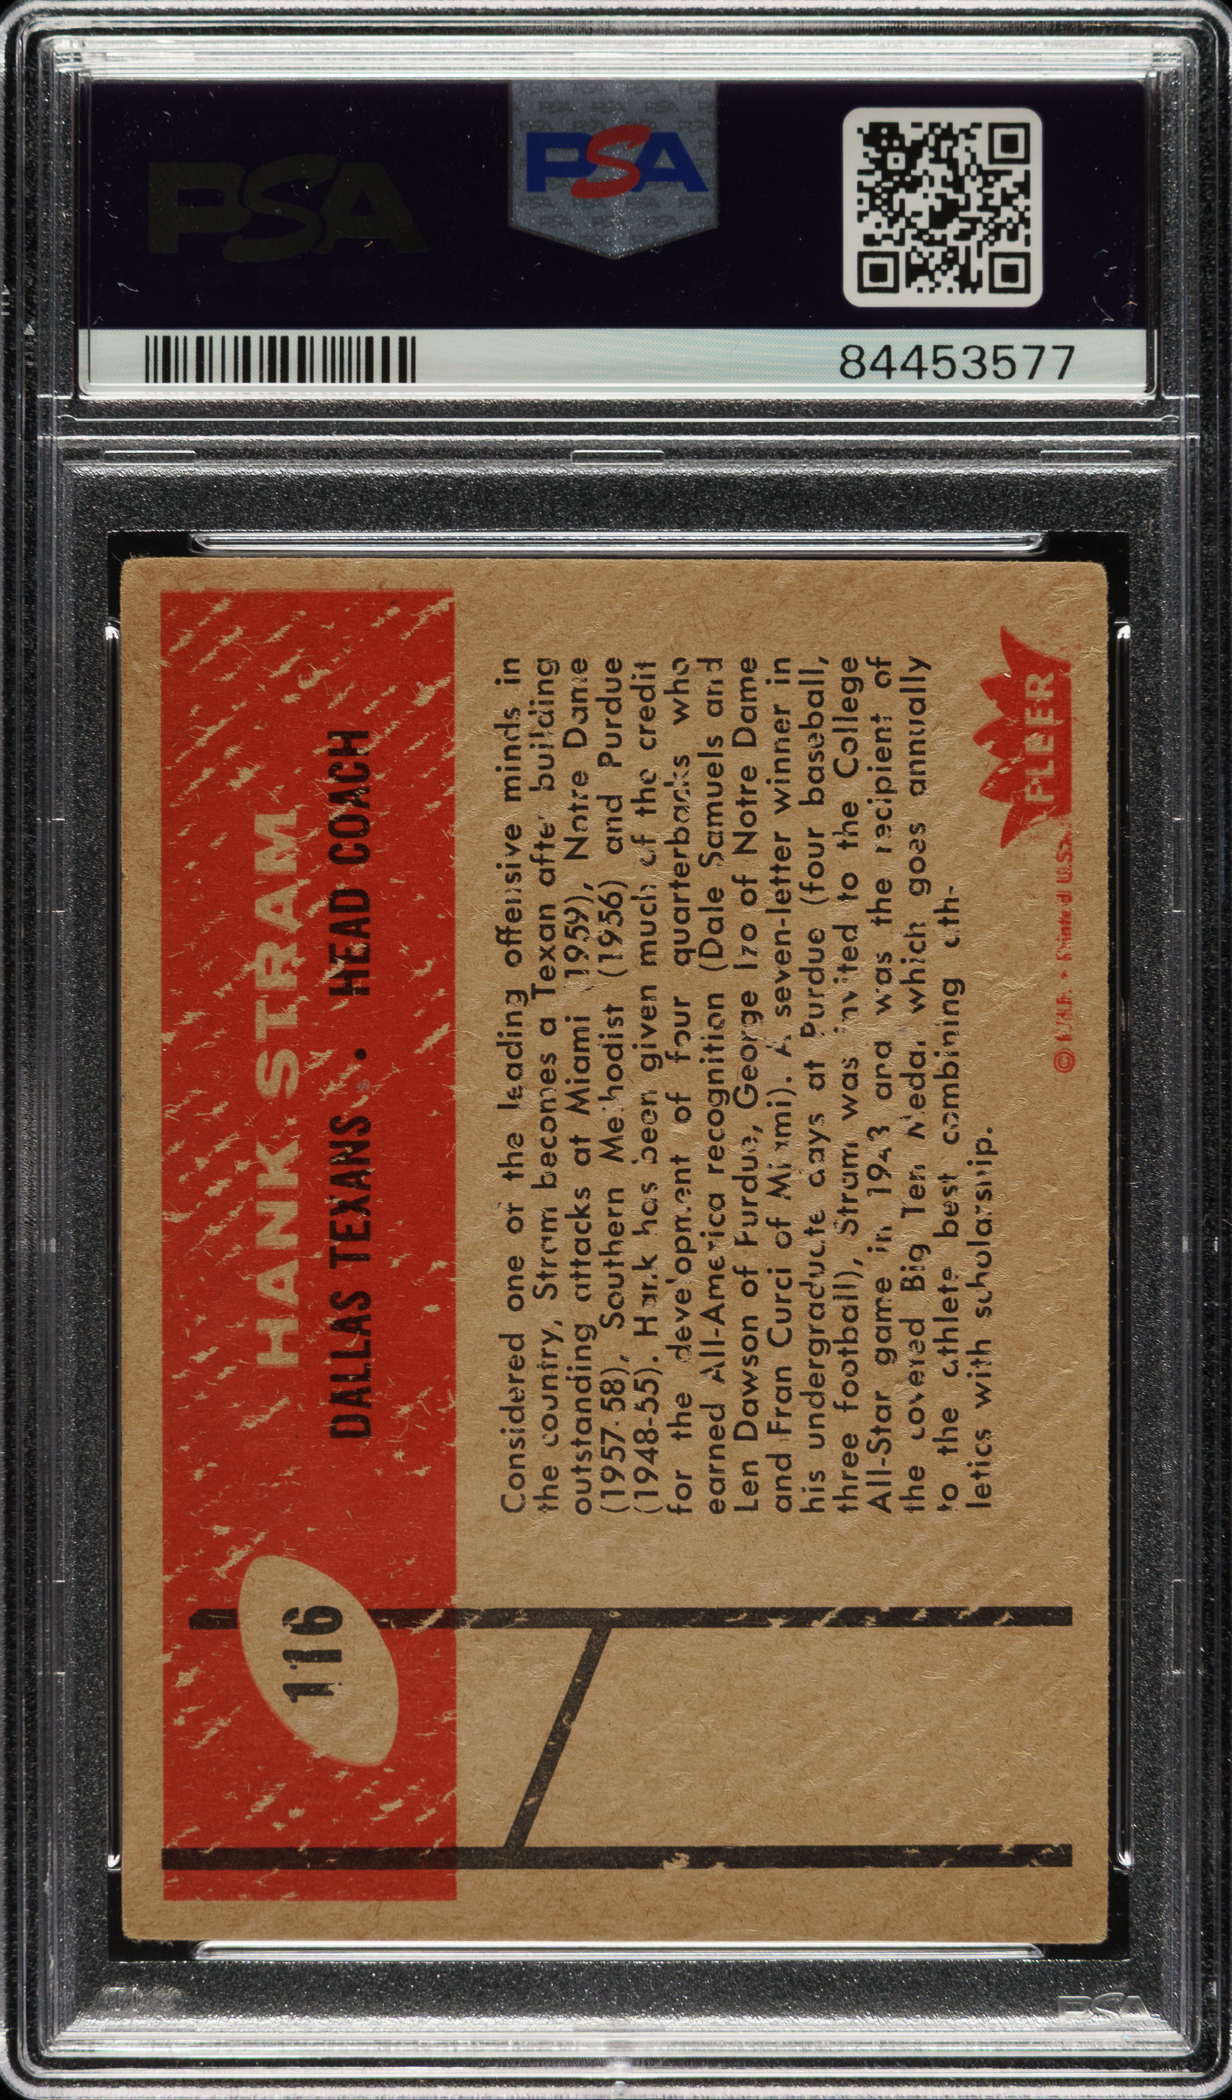 PSA
PSA
84453577
116
HANK STRAM
DALLAS TEXANS . HEAD COACH
Considered one of the leading offensive minds in
the country, Stram becomes a Texan after building
outstanding attacks at Miami (1959), Notre Dame
(1957-58), Southern Methodist (1956) and Purdue
(1948-55). Hank has been given much of the credit
for the development of four quarterbacks who
earned All-America recognition (Dale Samuels and
Len Dawson of Purdue, George Izo of Notre Dame
and Fran Curci of Miami). A seven-letter winner in
his undergraduate days at Purdue (four baseball,
three football), Stram was invited to the College
All-Star game in 1943 and was the recipient of
the coveted Big Ten Medal which goes annually
to the athlete best combining ath-
letics with scholarship.
FLEER
© Printed U.S.A.
PSA